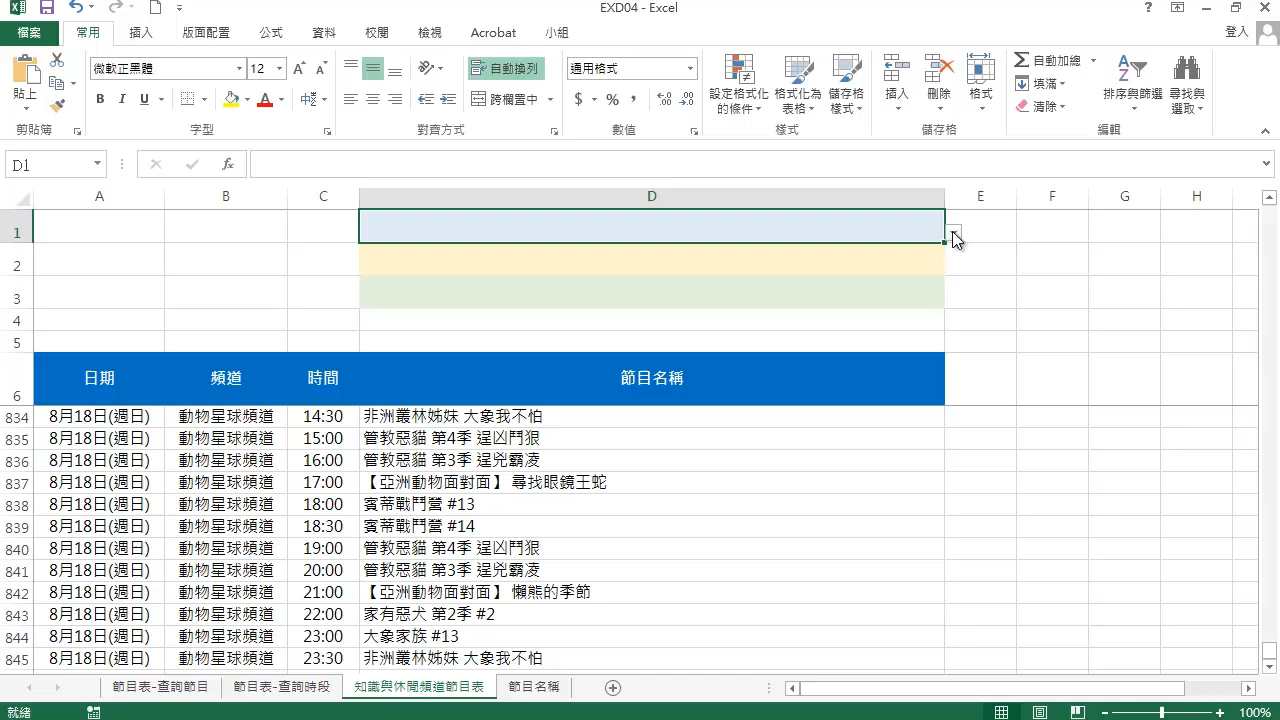 EXD04 - Excel
檔案 常用 插入 版面配置 公式 資料 校閱 檢視 Acrobat 小組 登入
貼上 微軟正黑體 12 自動換列 通用格式 設定格式化的條件 格式化為表格 儲存格樣式 插入 刪除 格式 自動加總 填滿 清除 排序與篩選 尋找與選取
B I U A 中 跨欄置中 $ % ,
剪貼簿 字型 對齊方式 數值 樣式 儲存格 編輯
D1 fx
A B C D E F G H
1
2
3
4
5
6 日期 頻道 時間 節目名稱
834 8月18日(週日) 動物星球頻道 14:30 非洲叢林姊妹 大象我不怕
835 8月18日(週日) 動物星球頻道 15:00 管教惡貓 第4季 逞凶鬥狠
836 8月18日(週日) 動物星球頻道 16:00 管教惡貓 第3季 逞兇霸凌
837 8月18日(週日) 動物星球頻道 17:00 【亞洲動物面對面】 尋找眼鏡王蛇
838 8月18日(週日) 動物星球頻道 18:00 賓蒂戰鬥營 #13
839 8月18日(週日) 動物星球頻道 18:30 賓蒂戰鬥營 #14
840 8月18日(週日) 動物星球頻道 19:00 管教惡貓 第4季 逞凶鬥狠
841 8月18日(週日) 動物星球頻道 20:00 管教惡貓 第3季 逞兇霸凌
842 8月18日(週日) 動物星球頻道 21:00 【亞洲動物面對面】 懶熊的季節
843 8月18日(週日) 動物星球頻道 22:00 家有惡犬 第2季 #2
844 8月18日(週日) 動物星球頻道 23:00 大象家族 #13
845 8月18日(週日) 動物星球頻道 23:30 非洲叢林姊妹 大象我不怕
節目表-查詢節目 節目表-查詢時段 知識與休閒頻道節目表 節目名稱
就緒 100%